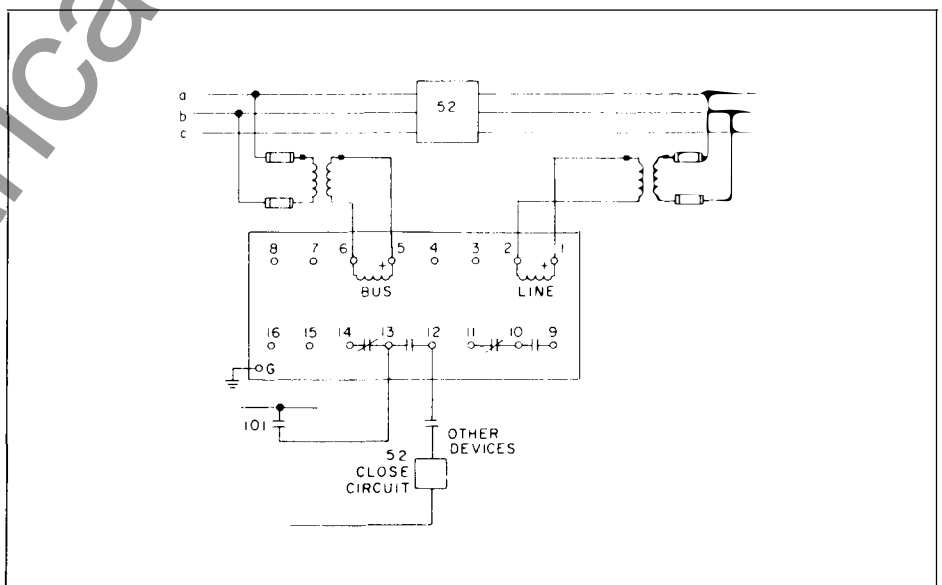 a
52
b
c
8 7 6 5 4 3 2 1
+ +
BUS LINE
16 15 14 13 12 11 10 9
G
101
OTHER
DEVICES
52
CLOSE
CIRCUIT